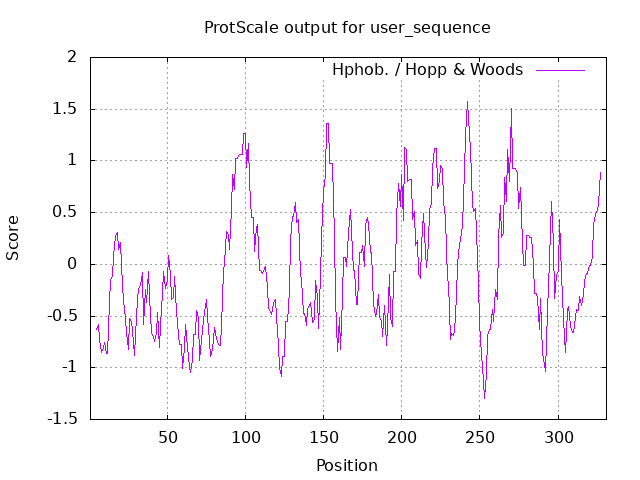 ProtScale output for user_sequence
Hphob. / Hopp & Woods
2
1.5
1
0.5
0
-0.5
-1
-1.5
Score
50 100 150 200 250 300
Position